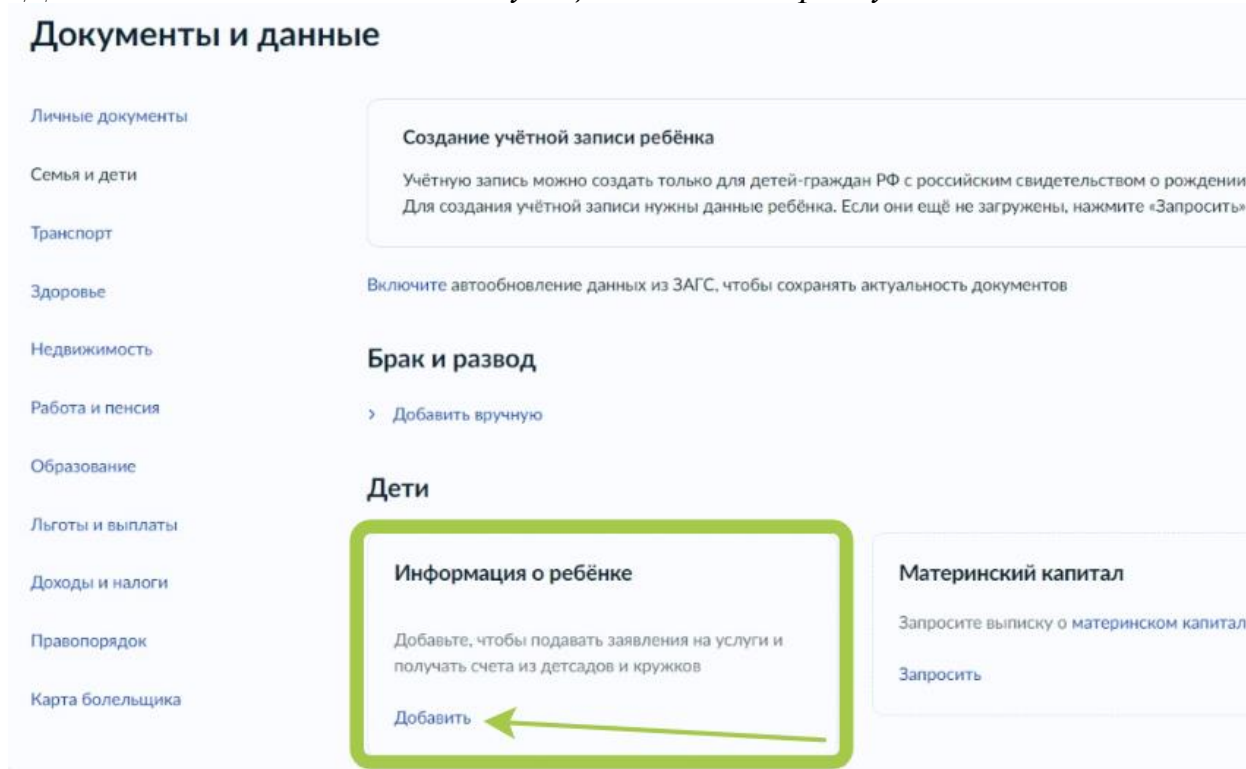 Документы и данные
Личные документы
Семья и дети
Транспорт
Здоровье
Недвижимость
Работа и пенсия
Образование
Льготы и выплаты
Доходы и налоги
Правопорядок
Карта болельщика
Создание учётной записи ребёнка
Учётную запись можно создать только для детей-граждан РФ с российским свидетельством о рождении
Для создания учётной записи нужны данные ребёнка. Если они ещё не загружены, нажмите «Запросить»
Включите автообновление данных из ЗАГС, чтобы сохранять актуальность документов
Брак и развод
> Добавить вручную
Дети
Информация о ребёнке
Добавьте, чтобы подавать заявления на услуги и
получать счета из детсадов и кружков
Добавить
Материнский капитал
Запросите выписку о материнском капитал
Запросить